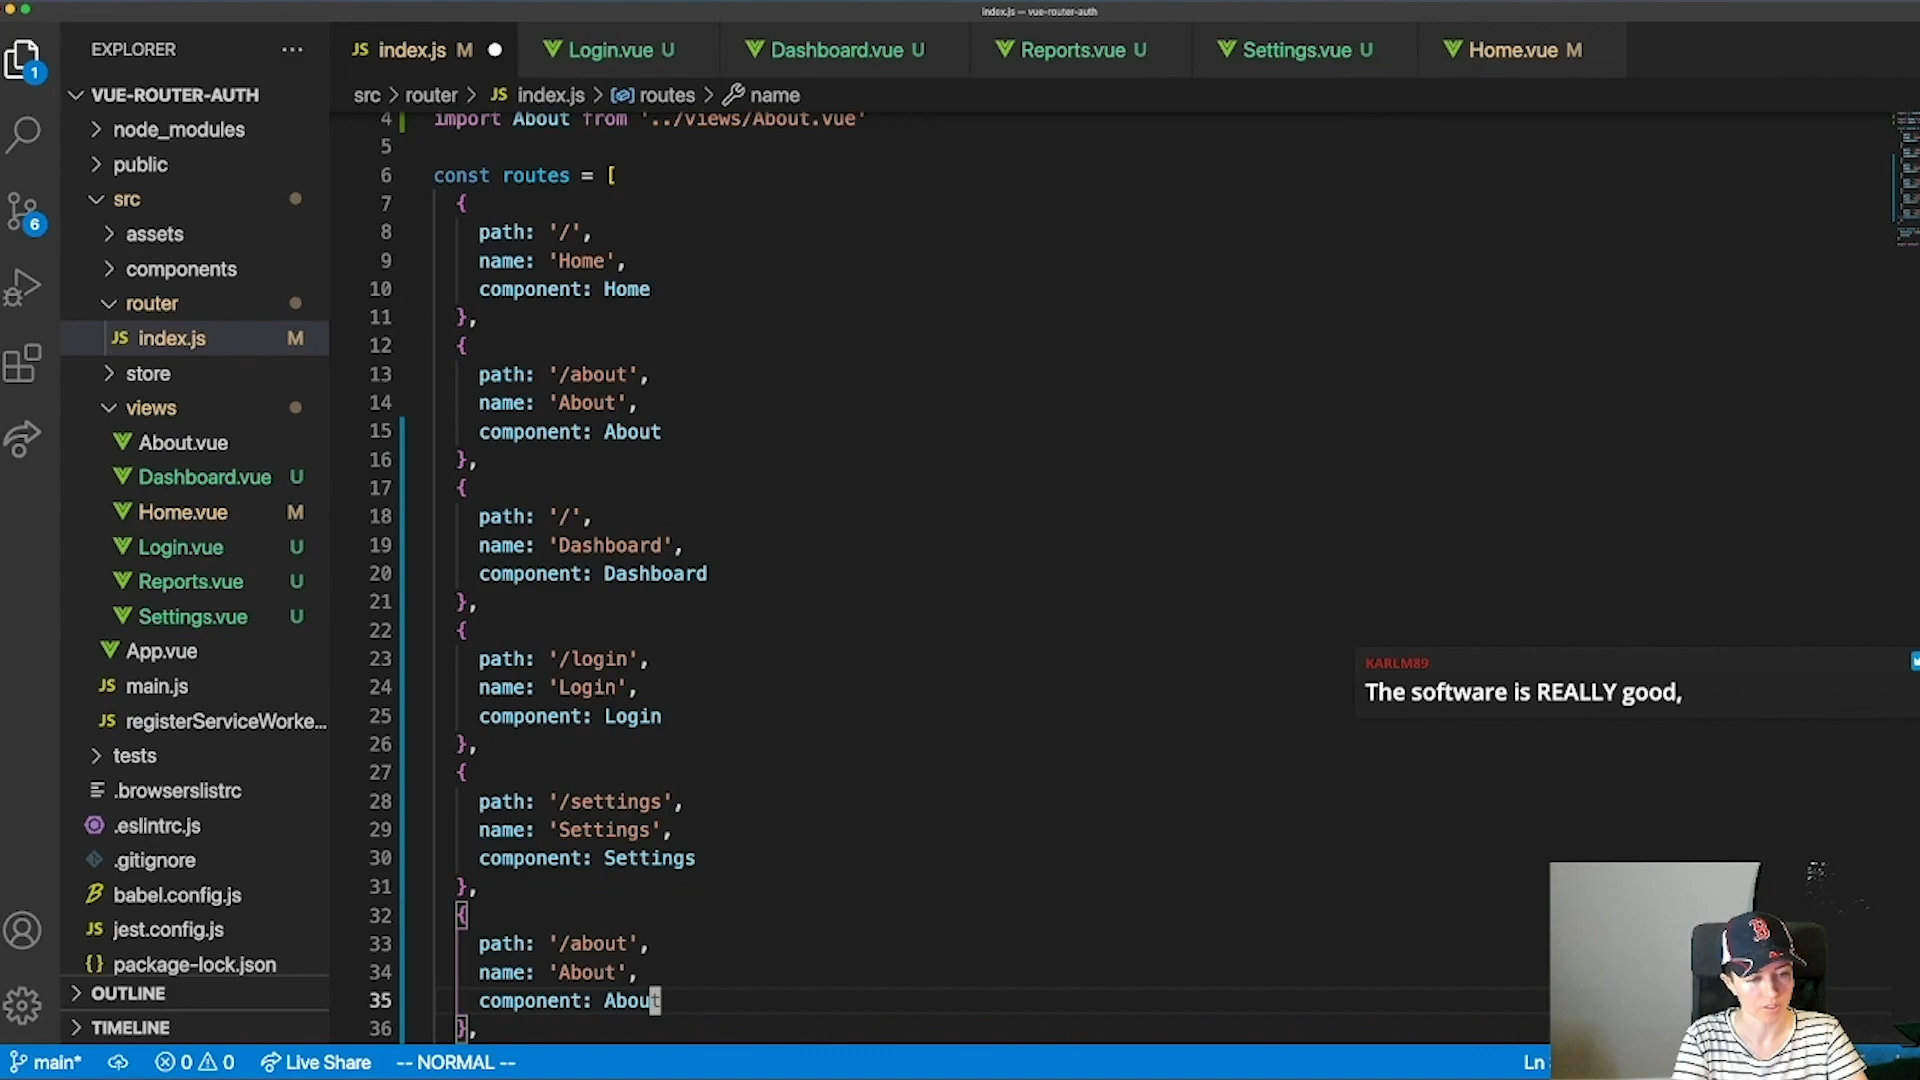 index.js — vue-router-auth
EXPLORER
JS index.js M
Login.vue U
Dashboard.vue U
Reports.vue U
Settings.vue U
Home.vue M
src > router > JS index.js > routes > name
1
6
VUE-ROUTER-AUTH
node_modules
public
src
assets
components
router
JS index.js M
store
views
About.vue
Dashboard.vue U
Home.vue M
Login.vue U
Reports.vue U
Settings.vue U
App.vue
JS main.js
JS registerServiceWorke...
tests
.browserslistrc
.eslintrc.js
.gitignore
babel.config.js
JS jest.config.js
{} package-lock.json
OUTLINE
TIMELINE
4 import About from '../views/About.vue'
5
6 const routes = [
7 {
8 path: '/',
9 name: 'Home',
10 component: Home
11 },
12 {
13 path: '/about',
14 name: 'About',
15 component: About
16 },
17 {
18 path: '/',
19 name: 'Dashboard',
20 component: Dashboard
21 },
22 {
23 path: '/login',
24 name: 'Login',
25 component: Login
26 },
27 {
28 path: '/settings',
29 name: 'Settings',
30 component: Settings
31 },
32 {
33 path: '/about',
34 name: 'About',
35 component: About
36 },
KARLM89
The software is REALLY good,
B
main* 0 0 Live Share -- NORMAL -- Ln